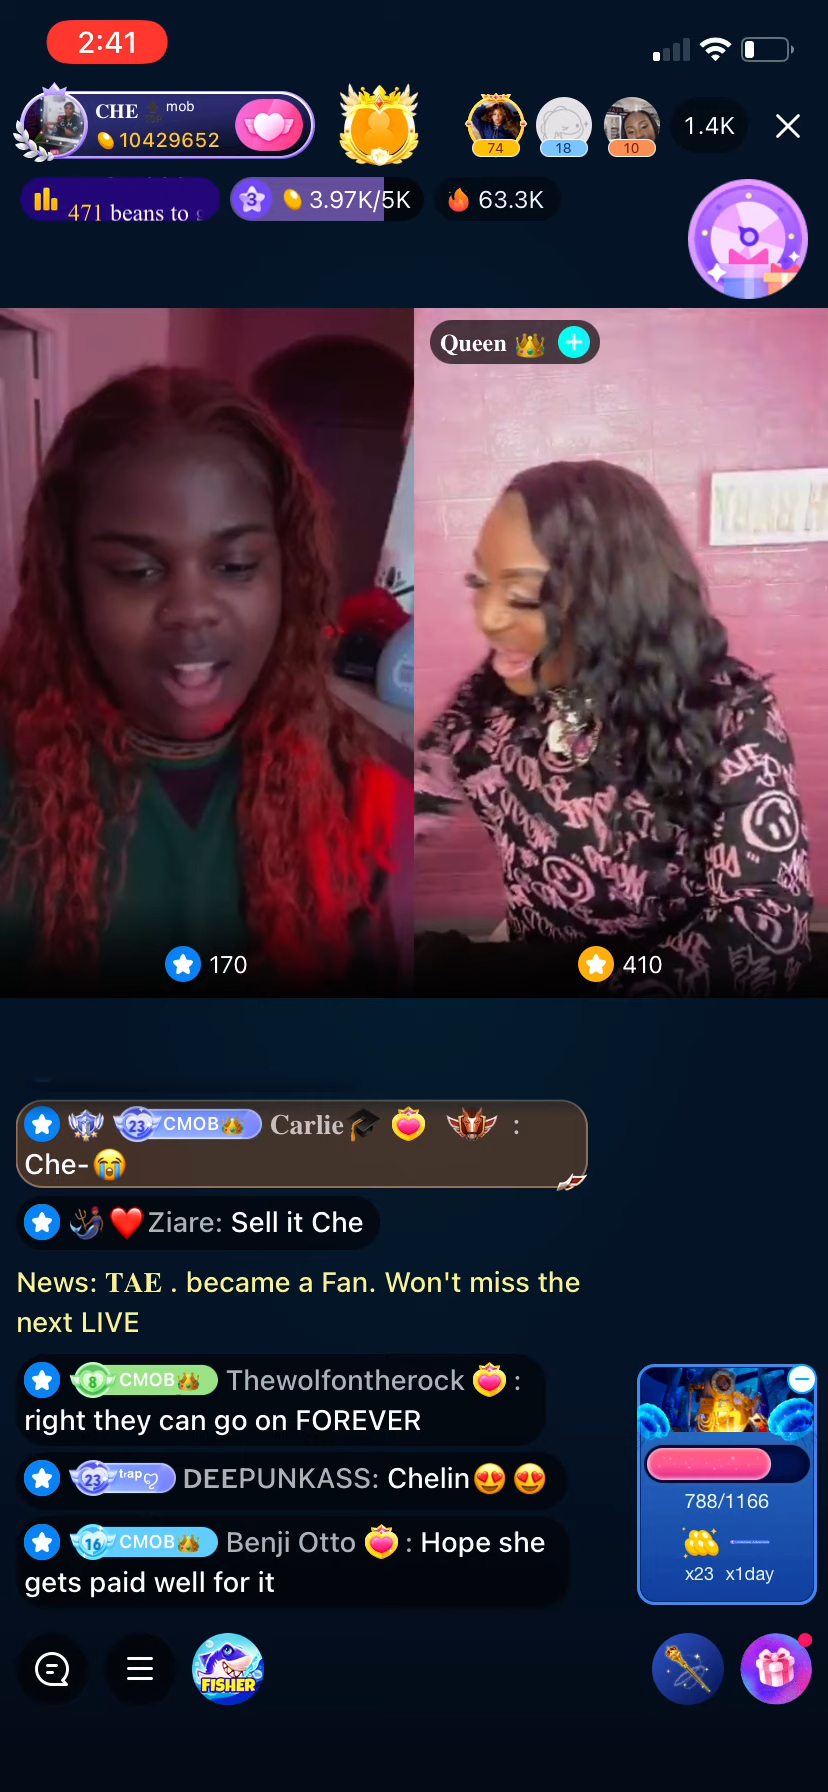 2:41
CHE TOP mob
10429652
74
18
10
1.4K
471 beans to
3 3.97K/5K
63.3K
Queen 👑
170
410
23 CMOB👑 Carlie🎓 :
Che-😭
❤️Ziare: Sell it Che
News: TAE . became a Fan. Won't miss the
next LIVE
8 CMOB👑 Thewolfontherock :
right they can go on FOREVER
23 trap DEEPUNKASS: Chelin😍😍
16 CMOB👑 Benji Otto : Hope she
gets paid well for it
788/1166
x23 x1day
FISHER